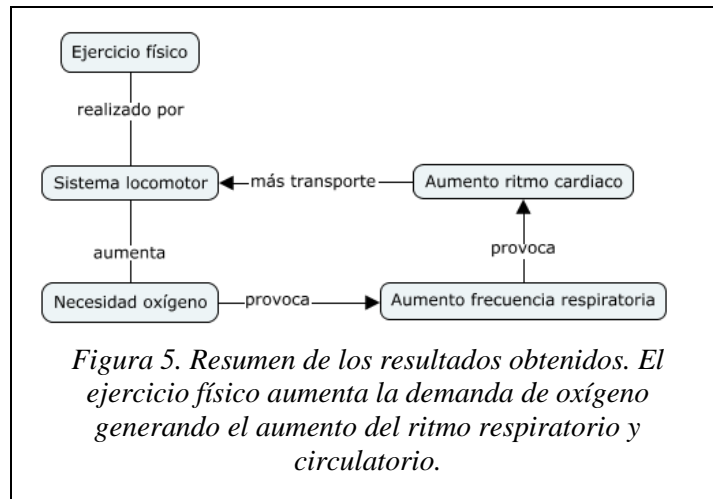 Ejercicio físico
realizado por
Sistema locomotor
más transporte
Aumento ritmo cardiaco
aumenta
provoca
Necesidad oxígeno
provoca
Aumento frecuencia respiratoria
Figura 5. Resumen de los resultados obtenidos. El
ejercicio físico aumenta la demanda de oxígeno
generando el aumento del ritmo respiratorio y
circulatorio.